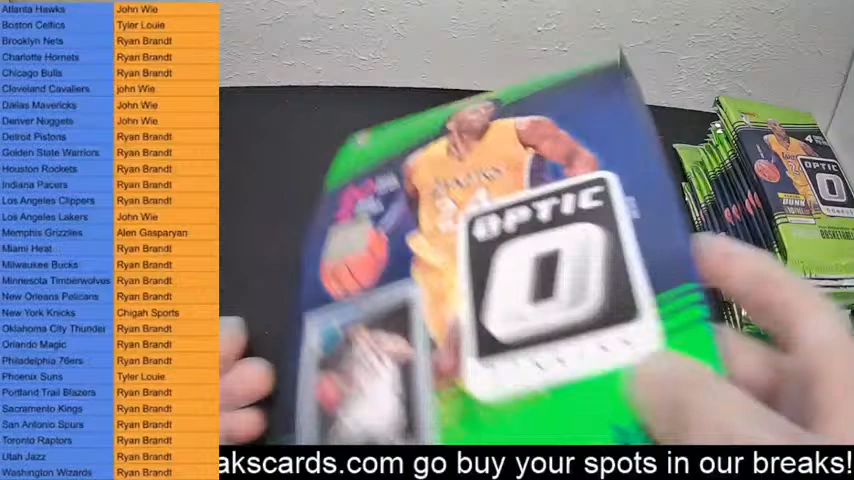 Atlanta Hawks John Wie
Boston Celtics Tyler Louie
Brooklyn Nets Ryan Brandt
Charlotte Hornets Ryan Brandt
Chicago Bulls Ryan Brandt
Cleveland Cavaliers john Wie
Dallas Mavericks John Wie
Denver Nuggets John Wie
Detroit Pistons Ryan Brandt
Golden State Warriors Ryan Brandt
Houston Rockets Ryan Brandt
Indiana Pacers Ryan Brandt
Los Angeles Clippers Ryan Brandt
Los Angeles Lakers John Wie
Memphis Grizzlies Alen Gasparyan
Miami Heat Ryan Brandt
Milwaukee Bucks Ryan Brandt
Minnesota Timberwolves Ryan Brandt
New Orleans Pelicans Ryan Brandt
New York Knicks Chigah Sports
Oklahoma City Thunder Ryan Brandt
Orlando Magic Ryan Brandt
Philadelphia 76ers Ryan Brandt
Phoenix Suns Tyler Louie
Portland Trail Blazers Ryan Brandt
Sacramento Kings Ryan Brandt
San Antonio Spurs Ryan Brandt
Toronto Raptors Ryan Brandt
Utah Jazz Ryan Brandt
Washington Wizards Ryan Brandt
OPTIC
O
24
4
OPTIC
O
DUNK
BASKETBALL
akscards.com go buy your spots in our breaks!